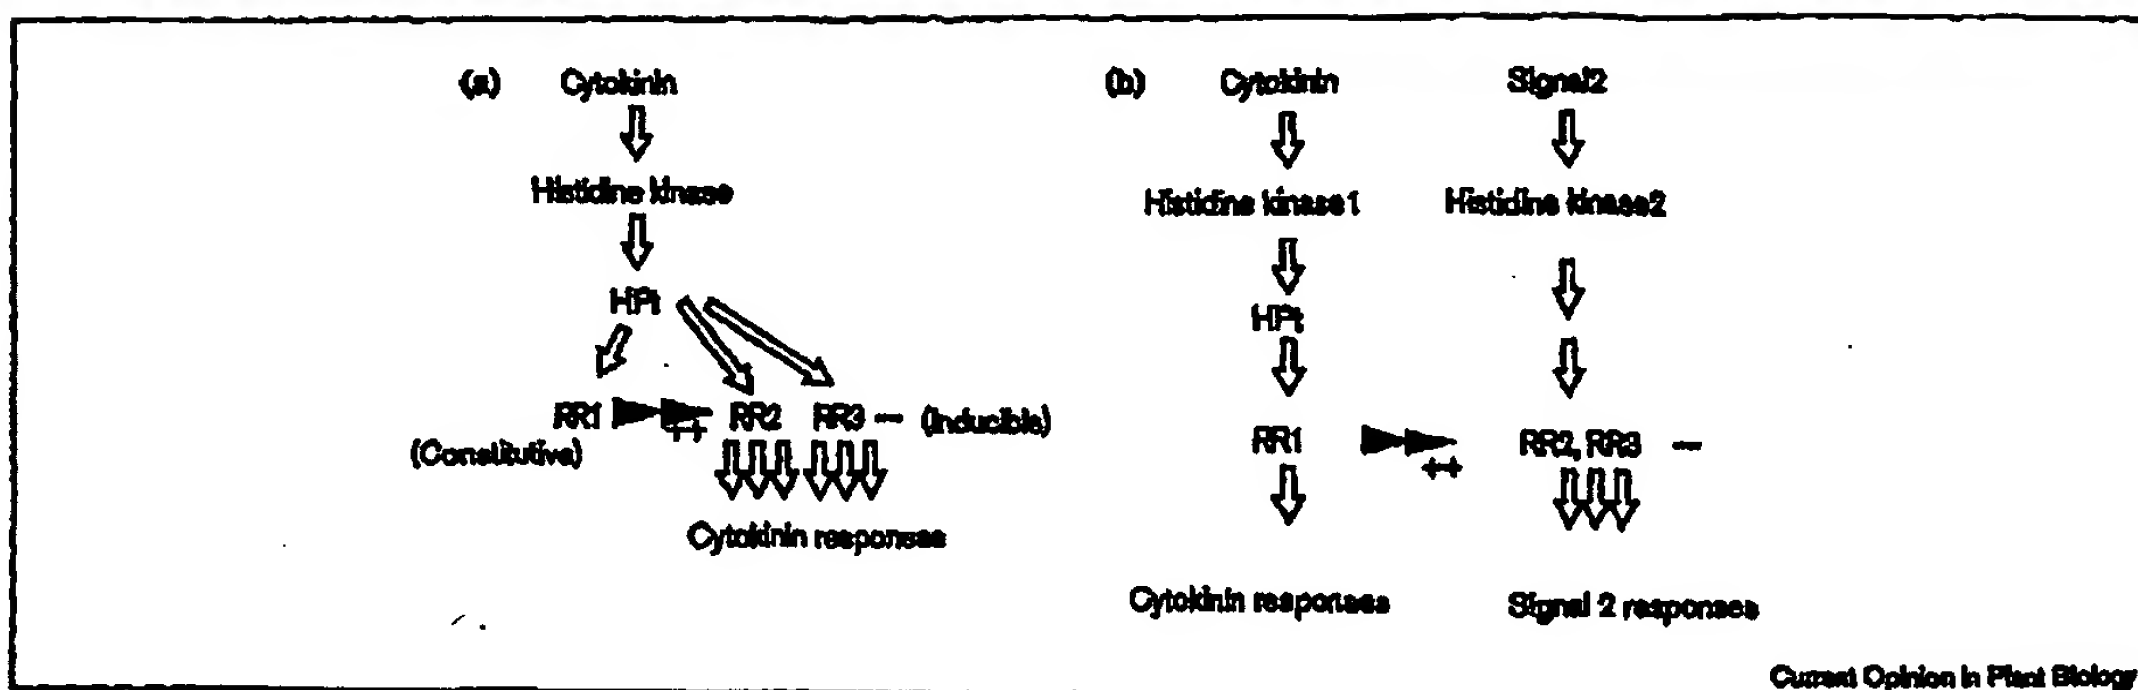 (a) Cytokinin
Histidine kinase
HPt
RR1 ++ RR2 RR3 --- (Inducible)
(Constitutive)
Cytokinin responses
(b) Cytokinin Signal2
Histidine kinase1 Histidine kinase2
HPt
RR1 ++ RR2, RR3 ---
Cytokinin responses Signal 2 responses
Current Opinion in Plant Biology